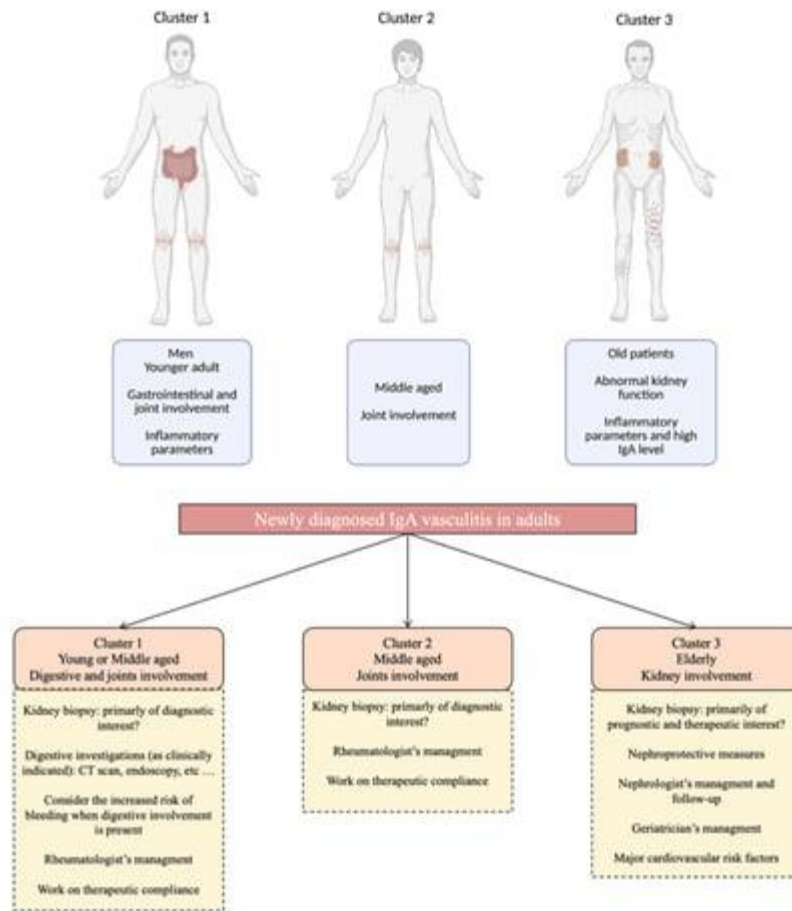 Cluster 1
Cluster 2
Cluster 3
Men
Younger adult
Gastrointestinal and
joint involvement
Inflammatory
parameters
Middle aged
Joint involvement
Old patients
Abnormal kidney
function
Inflammatory
parameters and high
IgA level
Newly diagnosed IgA vasculitis in adults
Cluster 1
Young or Middle aged
Digestive and joints involvement
Kidney biopsy: primarly of diagnostic
interest?
Digestive investigations (as clinically
indicated): CT scan, endoscopy, etc …
Consider the increased risk of
bleeding when digestive involvement
is present
Rheumatologist's managment
Work on therapeutic compliance
Cluster 2
Middle aged
Joints involvement
Kidney biopsy: primarly of diagnostic
interest?
Rheumatologist's managment
Work on therapeutic compliance
Cluster 3
Elderly
Kidney involvement
Kidney biopsy: primarily of
prognostic and therapeutic interest?
Nephroprotective measures
Nephrologist's managment and
follow-up
Geriatrician's managment
Major cardiovascular risk factors